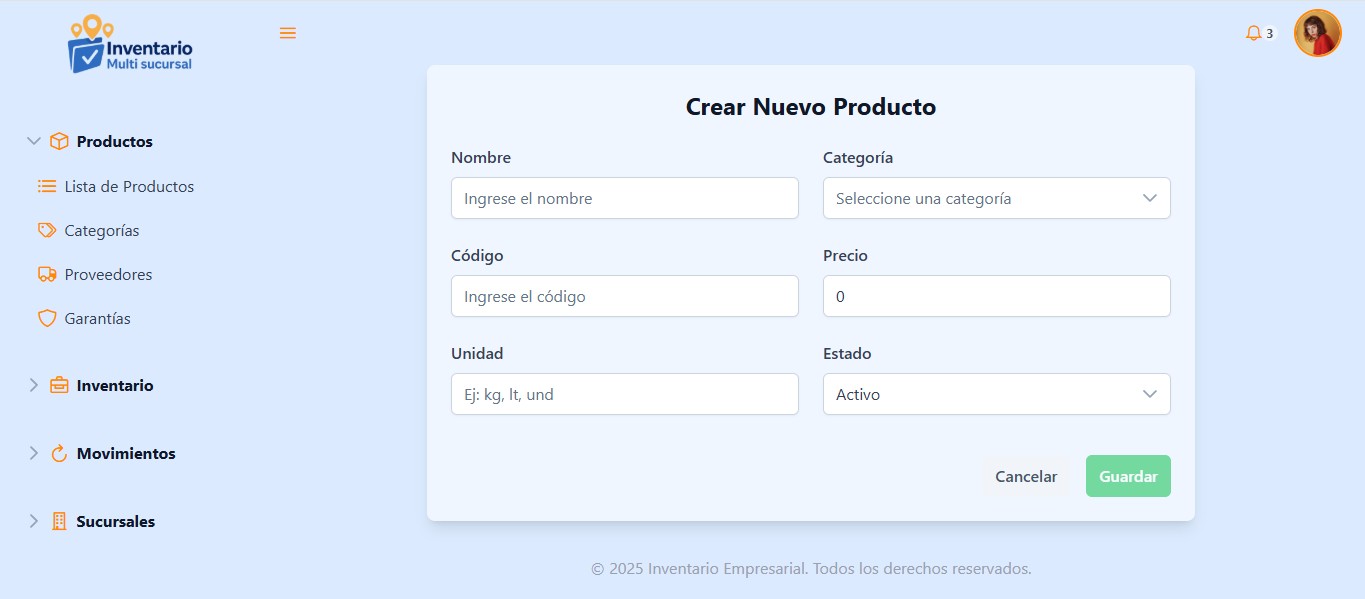 Inventario
Multi sucursal
3
Productos
Lista de Productos
Categorías
Proveedores
Garantías
Inventario
Movimientos
Sucursales
Crear Nuevo Producto
Nombre
Ingrese el nombre
Categoría
Seleccione una categoría
Código
Ingrese el código
Precio
0
Unidad
Ej: kg, lt, und
Estado
Activo
Cancelar
Guardar
© 2025 Inventario Empresarial. Todos los derechos reservados.